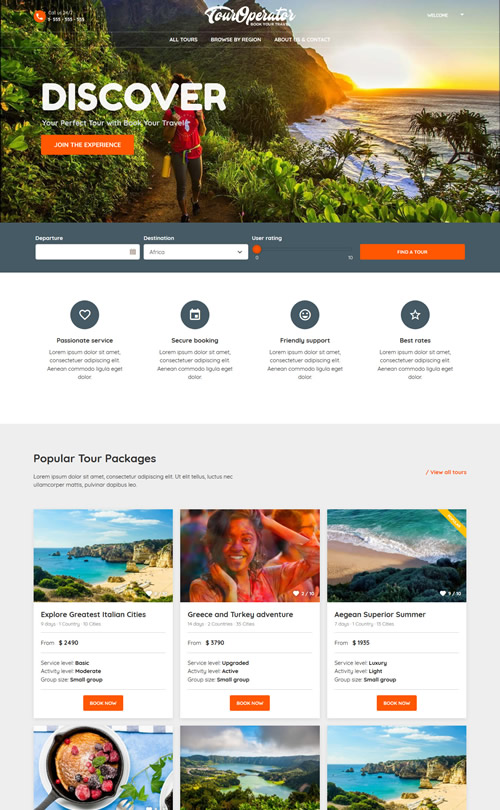 Call us 24/7
0- 555 - 555 - 555
TourOperator
BOOK YOUR TRAVEL
WELCOME
ALL TOURS BROWSE BY REGION ABOUT US & CONTACT
DISCOVER
Your Perfect Tour with Book Your Travel
JOIN THE EXPERIENCE
Departure Destination User rating
Africa
FIND A TOUR
0 10
Passionate service Secure booking Friendly support Best rates
Lorem ipsum dolor sit amet, Lorem ipsum dolor sit amet, Lorem ipsum dolor sit amet, Lorem ipsum dolor sit amet,
consectetuer adipiscing elit. consectetuer adipiscing elit. consectetuer adipiscing elit. consectetuer adipiscing elit.
Aenean commodo ligula eget Aenean commodo ligula eget Aenean commodo ligula eget Aenean commodo ligula eget
dolor. dolor. dolor. dolor.
Popular Tour Packages
Lorem ipsum dolor sit amet, consectetur adipiscing elit. Ut elit tellus, luctus nec
ullamcorper mattis, pulvinar dapibus leo.
/ View all tours
/ 10 2 / 10 9 / 10
Explore Greatest Italian Cities Greece and Turkey adventure Aegean Superior Summer
9 days · 1 Country · 10 Cities 14 days · 2 Countries · 35 Cities 7 days · 1 Country · 13 Cities
From $ 2490 From $ 3790 From $ 1935
Service level: Basic Service level: Upgraded Service level: Luxury
Activity level: Moderate Activity level: Active Activity level: Light
Group size: Small group Group size: Small group Group size: Small group
BOOK NOW BOOK NOW BOOK NOW